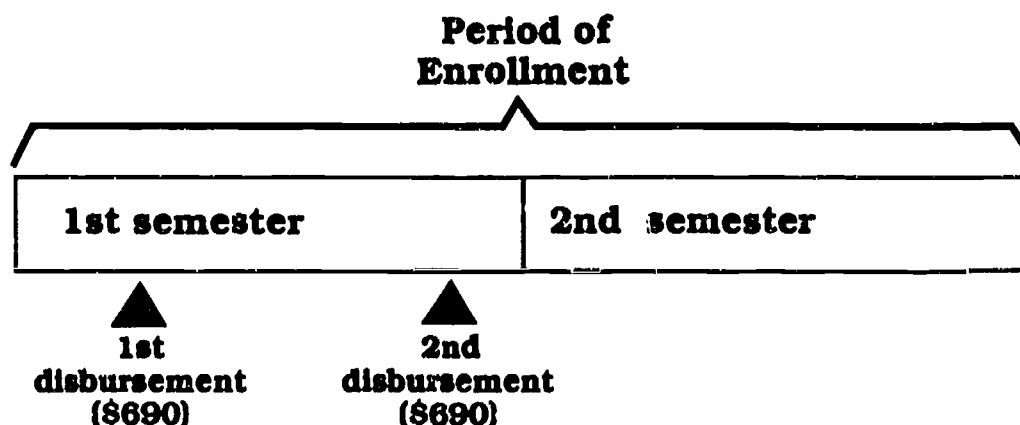 Period of
Enrollment
1st semester
2nd semester
1st
disbursement
($690)
2nd
disbursement
($690)